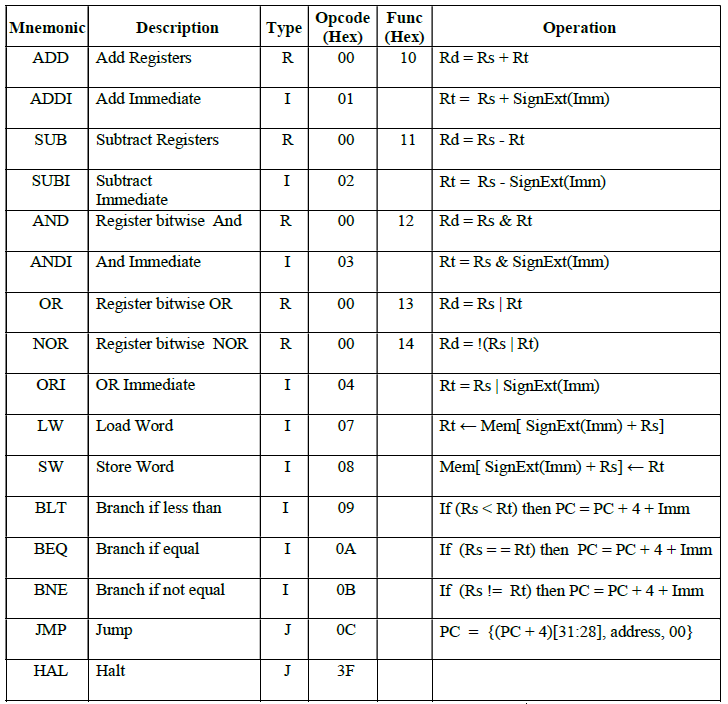 Mnemonic Description Type Opcode (Hex) Func (Hex) Operation
ADD Add Registers R 00 10 Rd = Rs + Rt
ADDI Add Immediate I 01 Rt = Rs + SignExt(Imm)
SUB Subtract Registers R 00 11 Rd = Rs - Rt
SUBI Subtract Immediate I 02 Rt = Rs - SignExt(Imm)
AND Register bitwise And R 00 12 Rd = Rs & Rt
ANDI And Immediate I 03 Rt = Rs & SignExt(Imm)
OR Register bitwise OR R 00 13 Rd = Rs | Rt
NOR Register bitwise NOR R 00 14 Rd = !(Rs | Rt)
ORI OR Immediate I 04 Rt = Rs | SignExt(Imm)
LW Load Word I 07 Rt ← Mem[ SignExt(Imm) + Rs]
SW Store Word I 08 Mem[ SignExt(Imm) + Rs] ← Rt
BLT Branch if less than I 09 If (Rs < Rt) then PC = PC + 4 + Imm
BEQ Branch if equal I 0A If (Rs = = Rt) then PC = PC + 4 + Imm
BNE Branch if not equal I 0B If (Rs != Rt) then PC = PC + 4 + Imm
JMP Jump J 0C PC = {(PC + 4)[31:28], address, 00}
HAL Halt J 3F